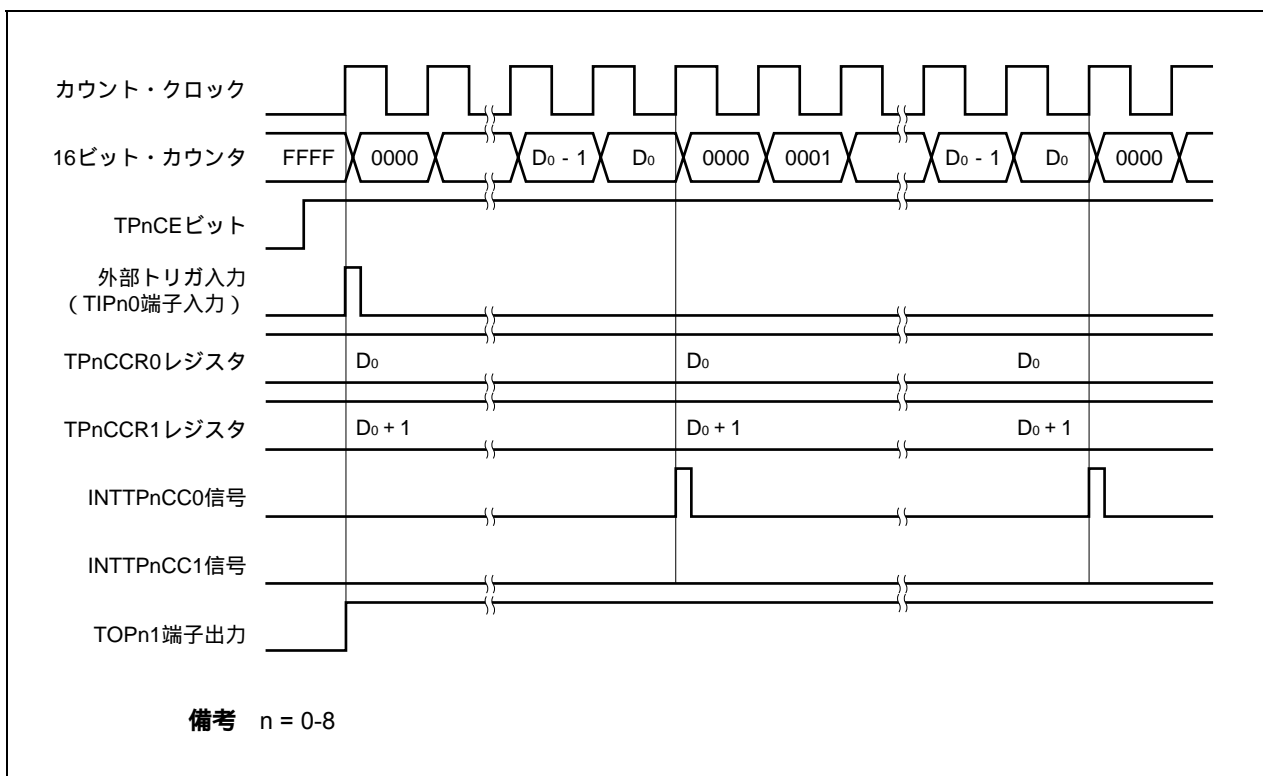 カウント・クロック
16ビット・カウンタ FFFF 0000 D0 - 1 D0 0000 0001 D0 - 1 D0 0000
TPnCEビット
外部トリガ入力
(TIPn0端子入力)
TPnCCR0レジスタ D0 D0 D0
TPnCCR1レジスタ D0 + 1 D0 + 1 D0 + 1
INTTPnCC0信号
INTTPnCC1信号
TOPn1端子出力
備考 n = 0-8